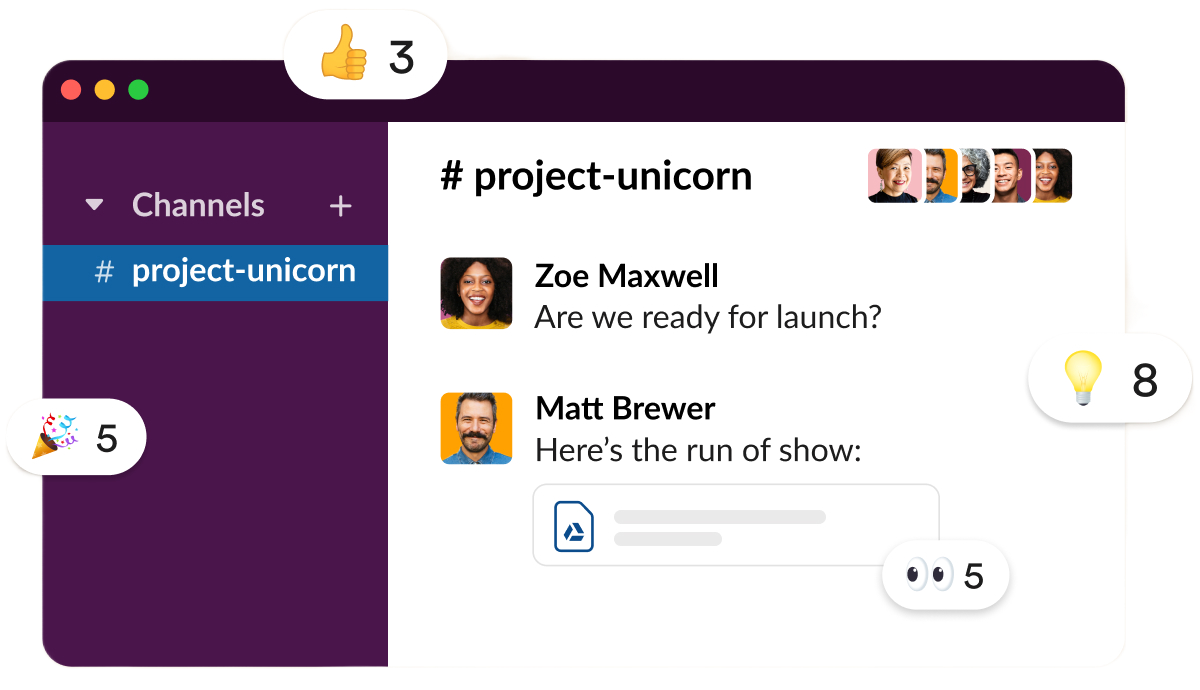 👍 3
Channels +
# project-unicorn
# project-unicorn
Zoe Maxwell
Are we ready for launch?
💡 8
🎉 5
Matt Brewer
Here’s the run of show:
👀 5